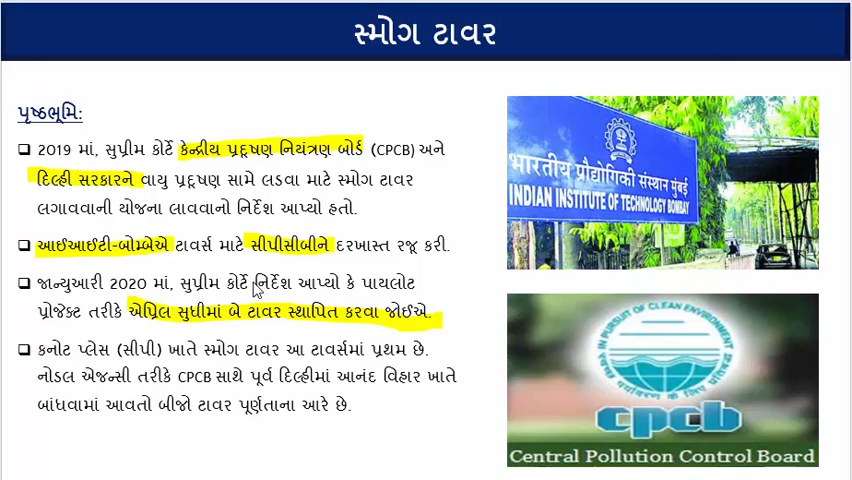 સ્મોગ ટાવર
પૃષ્ઠભૂમિ:
2019 માં, સુપ્રીમ કોર્ટે કેન્દ્રીય પ્રદૂષણ નિયંત્રણ બોર્ડ (CPCB) અને
દિલ્હી સરકારને વાયુ પ્રદૂષણ સામે લડવા માટે સ્મોગ ટાવર
લગાવવાની યોજના લાવવાનો નિર્દેશ આપ્યો હતો.
આઈઆઈટી-બોમ્બેએ ટાવર્સ માટે સીપીસીબીને દરખાસ્ત રજૂ કરી.
જાન્યુઆરી 2020 માં, સુપ્રીમ કોર્ટે નિર્દેશ આપ્યો કે પાયલોટ
પ્રોજેક્ટ તરીકે એપ્રિલ સુધીમાં બે ટાવર સ્થાપિત કરવા જોઈએ.
કનોટ પ્લેસ (સીપી) ખાતે સ્મોગ ટાવર આ ટાવર્સમાં પ્રથમ છે.
નોડલ એજન્સી તરીકે CPCB સાથે પૂર્વ દિલ્હીમાં આનંદ વિહાર ખાતે
બાંધવામાં આવતો બીજો ટાવર પૂર્ણતાના આરે છે.
भारतीय प्रौद्योगिकी संस्थान मुंबई
INDIAN INSTITUTE OF TECHNOLOGY BOMBAY
IN PURSUIT OF CLEAN ENVIRONMENT
cpcb
Central Pollution Control Board